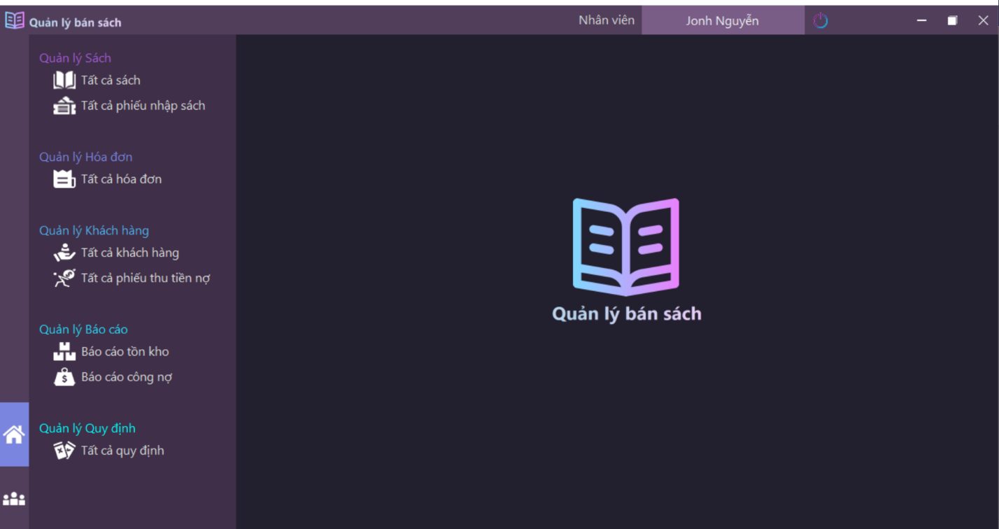 Quản lý bán sách
Nhân viên
Jonh Nguyễn
Quản lý Sách
Tất cả sách
Tất cả phiếu nhập sách
Quản lý Hóa đơn
Tất cả hóa đơn
Quản lý Khách hàng
Tất cả khách hàng
Tất cả phiếu thu tiền nợ
Quản lý Báo cáo
Báo cáo tồn kho
Báo cáo công nợ
Quản lý Quy định
Tất cả quy định
Quản lý bán sách